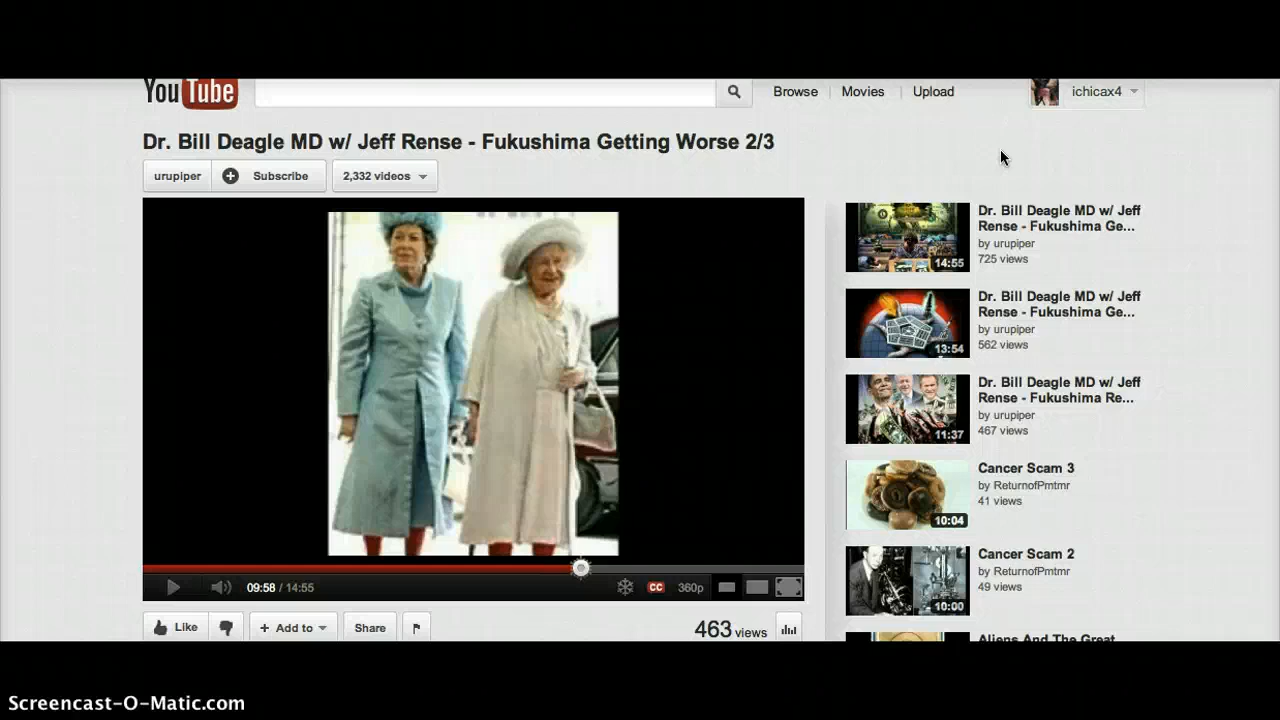 YouTube
Browse
Movies
Upload
ichicax4
Dr. Bill Deagle MD w/ Jeff Rense - Fukushima Getting Worse 2/3
urupiper
Subscribe
2,332 videos
Dr. Bill Deagle MD w/ Jeff
Rense - Fukushima Ge...
by urupiper
725 views
14:55
Dr. Bill Deagle MD w/ Jeff
Rense - Fukushima Ge...
by urupiper
562 views
13:54
Dr. Bill Deagle MD w/ Jeff
Rense - Fukushima Re...
by urupiper
467 views
11:37
Cancer Scam 3
by ReturnofPmtmr
41 views
10:04
Cancer Scam 2
by ReturnofPmtmr
49 views
10:00
Aliens And The Great
09:58 / 14:55
CC
360p
Like
+ Add to
Share
463 views
Screencast-O-Matic.com